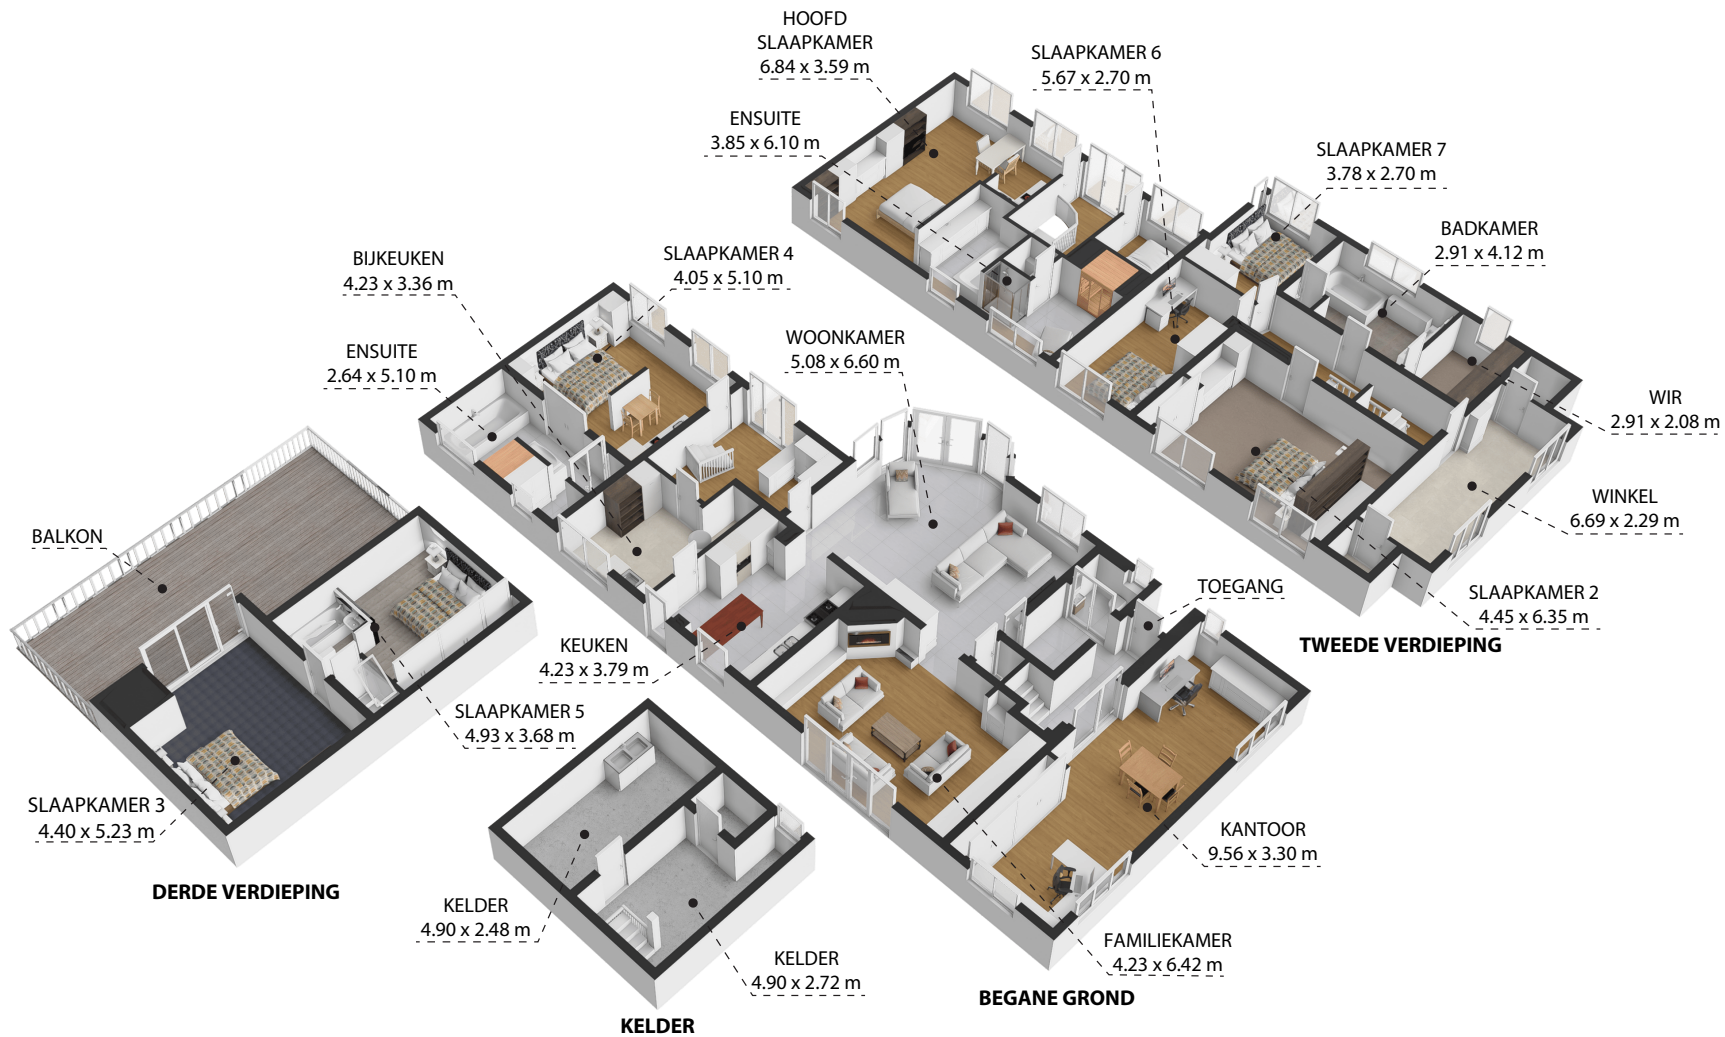 HOOFD
SLAAPKAMER
6.84 x 3.59 m
SLAAPKAMER 6
5.67 x 2.70 m
ENSUITE
3.85 x 6.10 m
SLAAPKAMER 7
3.78 x 2.70 m
BADKAMER
2.91 x 4.12 m
BIJKEUKEN
4.23 x 3.36 m
SLAAPKAMER 4
4.05 x 5.10 m
WOONKAMER
5.08 x 6.60 m
ENSUITE
2.64 x 5.10 m
WIR
2.91 x 2.08 m
WINKEL
6.69 x 2.29 m
BALKON
TOEGANG
SLAAPKAMER 2
4.45 x 6.35 m
TWEEDE VERDIEPING
KEUKEN
4.23 x 3.79 m
SLAAPKAMER 5
4.93 x 3.68 m
SLAAPKAMER 3
4.40 x 5.23 m
KANTOOR
9.56 x 3.30 m
DERDE VERDIEPING
KELDER
4.90 x 2.48 m
FAMILIEKAMER
4.23 x 6.42 m
KELDER
4.90 x 2.72 m
BEGANE GROND
KELDER